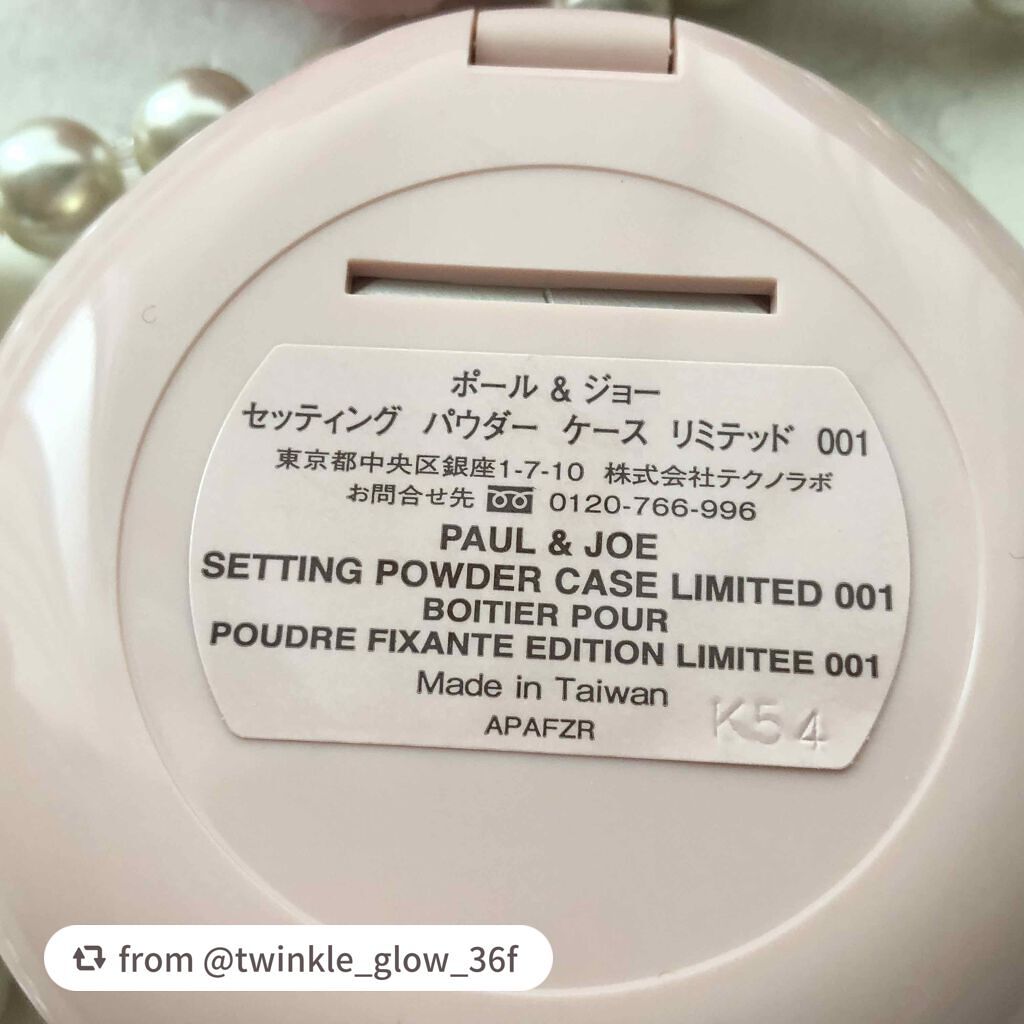 ポール & ジョー
セッティング パウダー ケース リミテッド 001
東京都中央区銀座1-7-10 株式会社テクノラボ
お問合せ先 0120-766-996
PAUL & JOE
SETTING POWDER CASE LIMITED 001
BOITIER POUR
POUDRE FIXANTE EDITION LIMITEE 001
Made in Taiwan
APAFZR
K54
from @twinkle_glow_36f